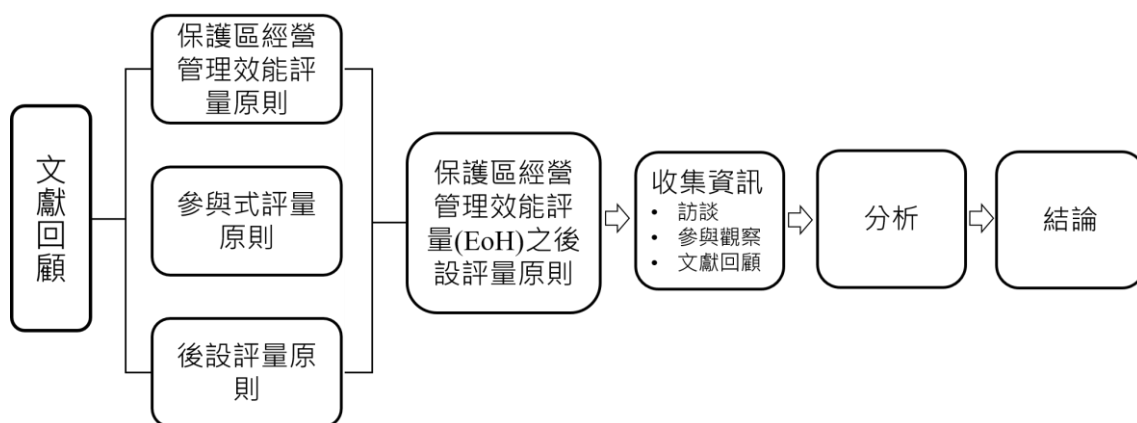 文獻回顧
保護區經營
管理效能評
量原則
參與式評量
原則
後設評量原
則
保護區經營
管理效能評
量(EoH)之後
設評量原則
收集資訊
• 訪談
• 參與觀察
• 文獻回顧
分析
結論